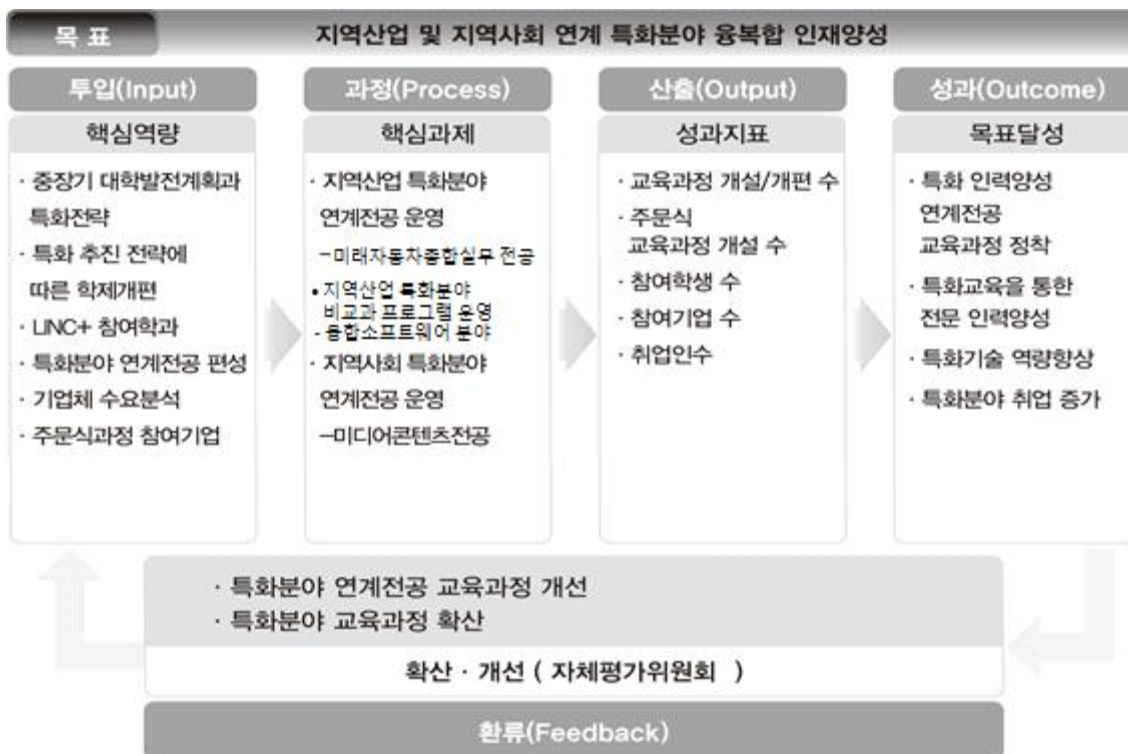 목 표
지역산업 및 지역사회 연계 특화분야 융복합 인재양성
투입(Input)
핵심역량
· 중장기 대학발전계획과
특화전략
· 특화 추진 전략에
따른 학제개편
· LINC+ 참여학과
· 특화분야 연계전공 편성
· 기업체 수요분석
· 주문식과정 참여기업
과정(Process)
핵심과제
· 지역산업 특화분야
연계전공 운영
-미래자동차종합실무 전공
• 지역산업 특화분야
비교과 프로그램 운영
- 융합소프트웨어 분야
· 지역사회 특화분야
연계전공 운영
-미디어콘텐츠전공
산출(Output)
성과지표
· 교육과정 개설/개편 수
· 주문식
교육과정 개설 수
· 참여학생 수
· 참여기업 수
· 취업인수
성과(Outcome)
목표달성
· 특화 인력양성
연계전공
교육과정 정착
· 특화교육을 통한
전문 인력양성
· 특화기술 역량향상
· 특화분야 취업 증가
· 특화분야 연계전공 교육과정 개선
· 특화분야 교육과정 확산
확산 · 개선 ( 자체평가위원회 )
환류(Feedback)